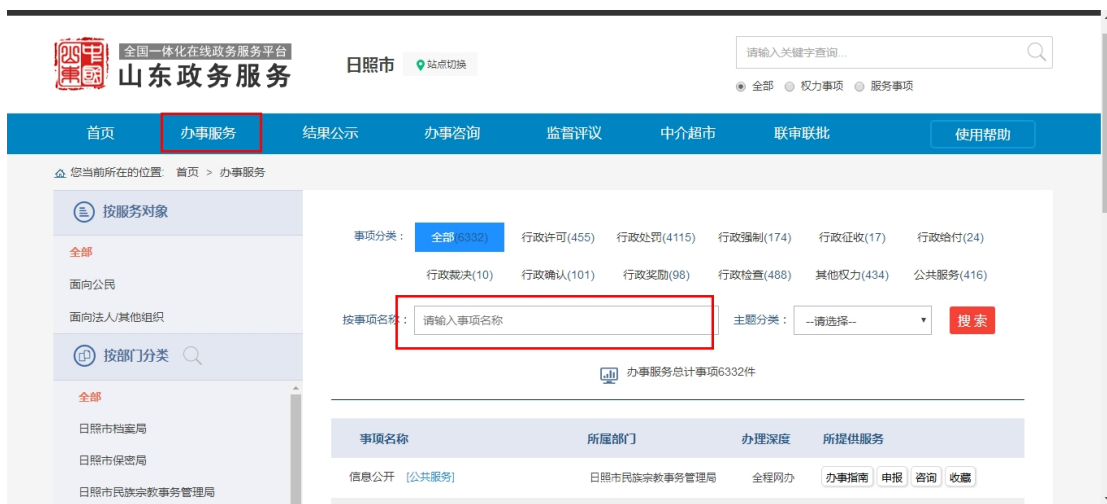 全国一体化在线政务服务平台
山东政务服务
日照市 站点切换
请输入关键字查询...
全部 权力事项 服务事项
首页 办事服务 结果公示 办事咨询 监督评议 中介超市 联审联批 使用帮助
您当前所在的位置: 首页 > 办事服务
按服务对象
全部
面向公民
面向法人/其他组织
按部门分类
全部
日照市档案局
日照市保密局
日照市民族宗教事务管理局
事项分类: 全部(6332) 行政许可(455) 行政处罚(4115) 行政强制(174) 行政征收(17) 行政给付(24)
行政裁决(10) 行政确认(101) 行政奖励(98) 行政检查(488) 其他权力(434) 公共服务(416)
按事项名称: 请输入事项名称 主题分类: --请选择-- 搜索
办事服务总计事项6332件
事项名称 所属部门 办理深度 所提供服务
信息公开 [公共服务] 日照市民族宗教事务管理局 全程网办 办事指南 申报 咨询 收藏